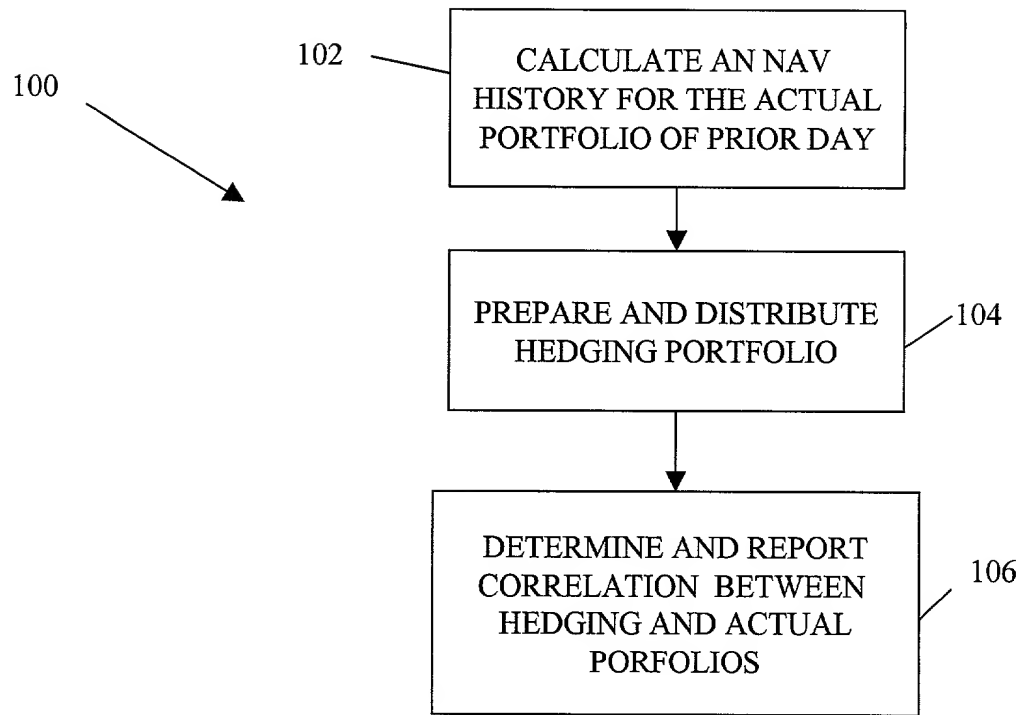 100
102
CALCULATE AN NAV
HISTORY FOR THE ACTUAL
PORTFOLIO OF PRIOR DAY
PREPARE AND DISTRIBUTE
HEDGING PORTFOLIO
104
DETERMINE AND REPORT
CORRELATION BETWEEN
HEDGING AND ACTUAL
PORFOLIOS
106